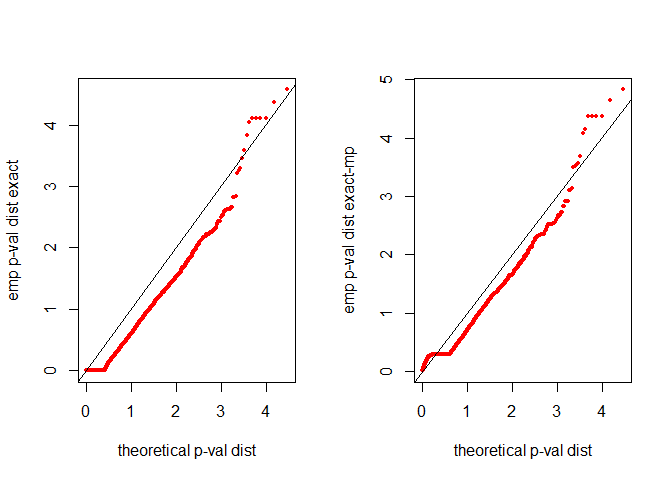 emp p-val dist exact
0 1 2 3 4
0 1 2 3 4
theoretical p-val dist
emp p-val dist exact-mp
0 1 2 3 4 5
0 1 2 3 4
theoretical p-val dist